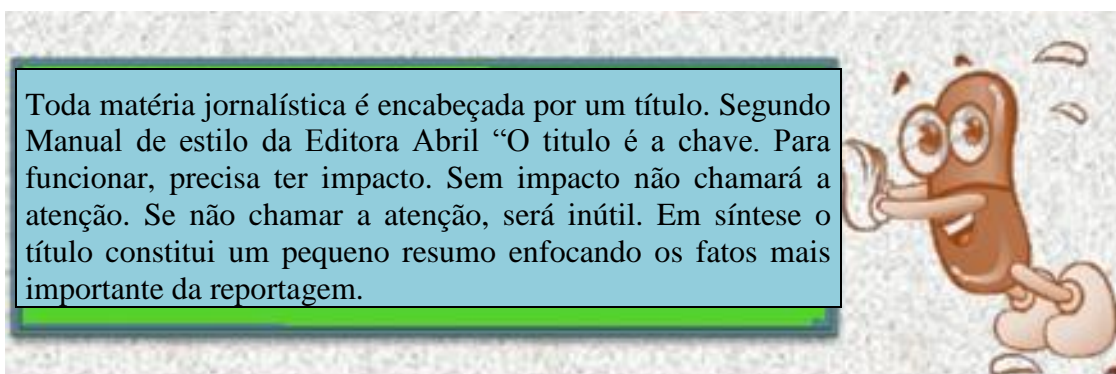 Toda matéria jornalística é encabeçada por um título. Segundo
Manual de estilo da Editora Abril “O titulo é a chave. Para
funcionar, precisa ter impacto. Sem impacto não chamará a
atenção. Se não chamar a atenção, será inútil. Em síntese o
título constitui um pequeno resumo enfocando os fatos mais
importante da reportagem.